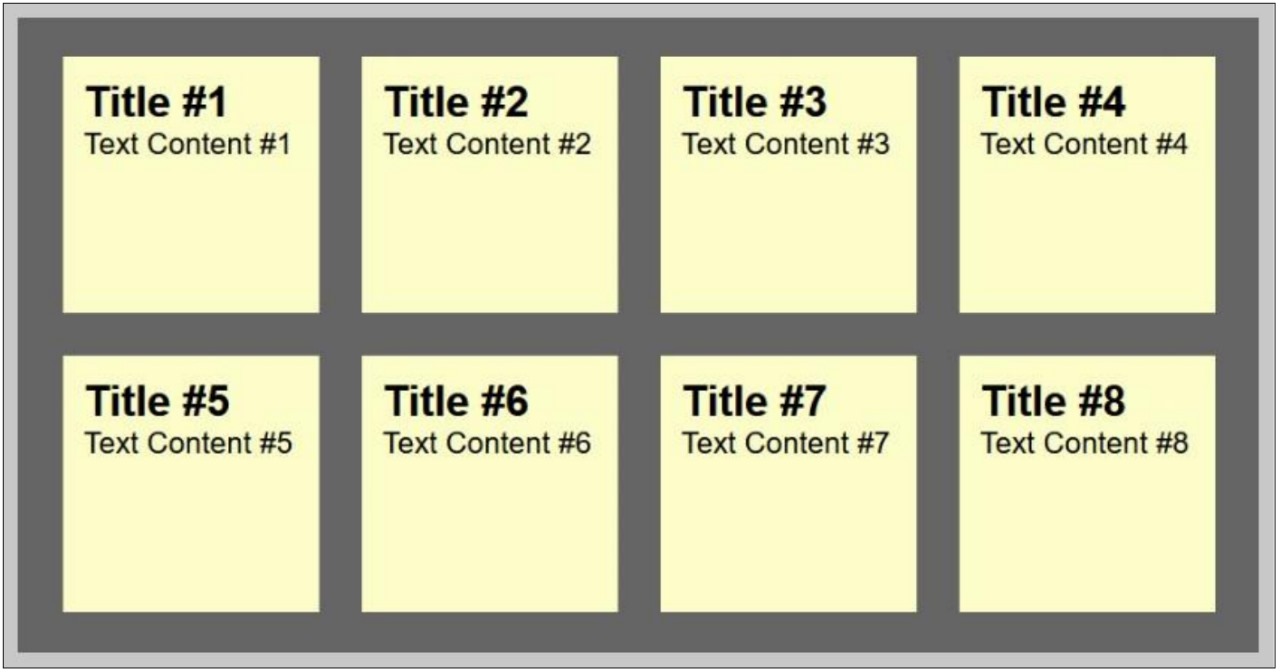 Title #1
Text Content #1
Title #2
Text Content #2
Title #3
Text Content #3
Title #4
Text Content #4
Title #5
Text Content #5
Title #6
Text Content #6
Title #7
Text Content #7
Title #8
Text Content #8